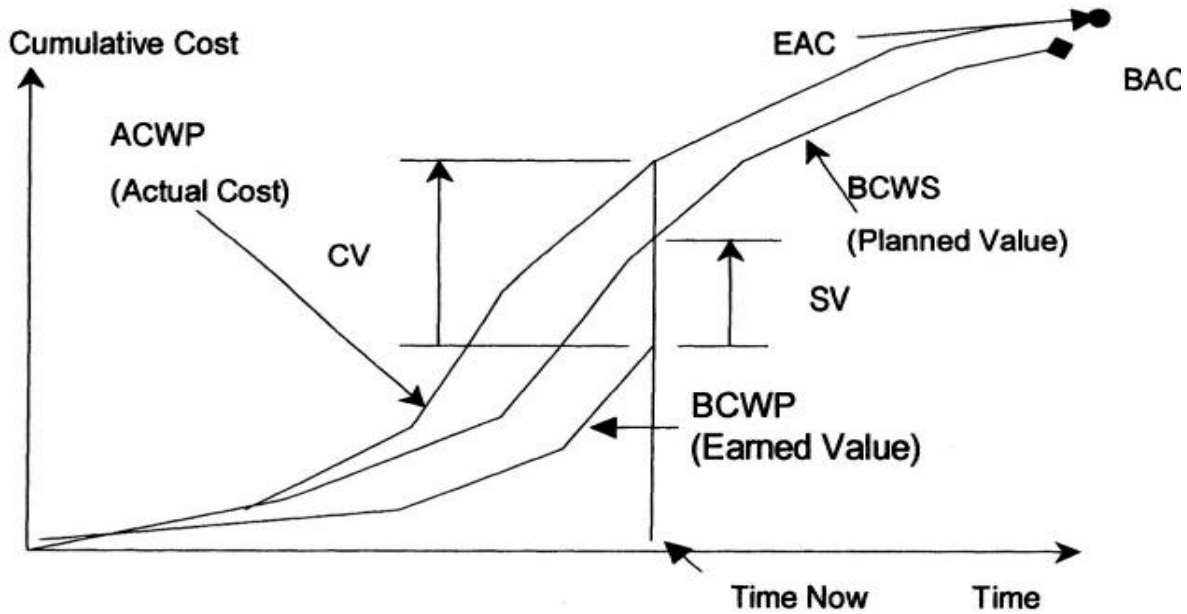 Cumulative Cost
EAC
BAC
ACWP
(Actual Cost)
BCWS
(Planned Value)
CV
SV
BCWP
(Earned Value)
Time Now
Time